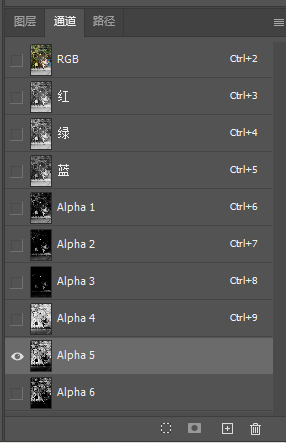 图层 通道 路径
RGB Ctrl+2
红 Ctrl+3
绿 Ctrl+4
蓝 Ctrl+5
Alpha 1 Ctrl+6
Alpha 2 Ctrl+7
Alpha 3 Ctrl+8
Alpha 4 Ctrl+9
Alpha 5
Alpha 6